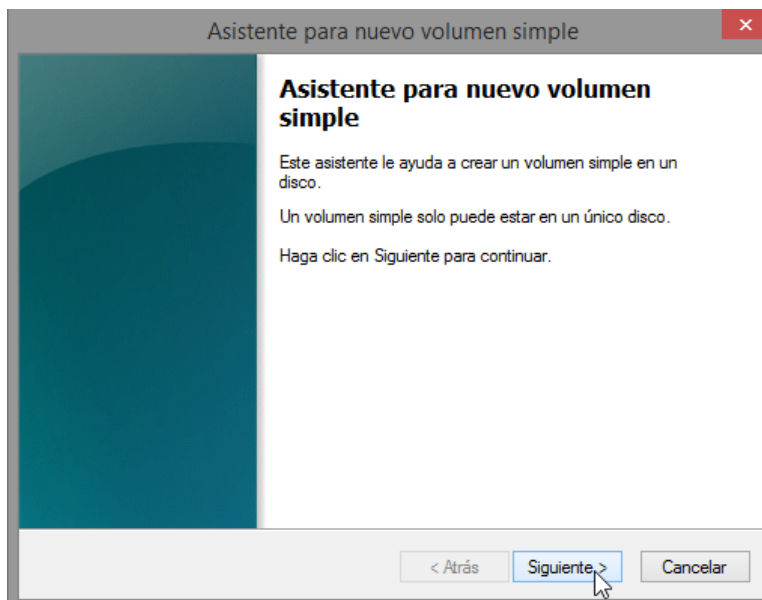 Asistente para nuevo volumen simple
Asistente para nuevo volumen
simple
Este asistente le ayuda a crear un volumen simple en un
disco.
Un volumen simple solo puede estar en un único disco.
Haga clic en Siguiente para continuar.
< Atrás
Siguiente >
Cancelar